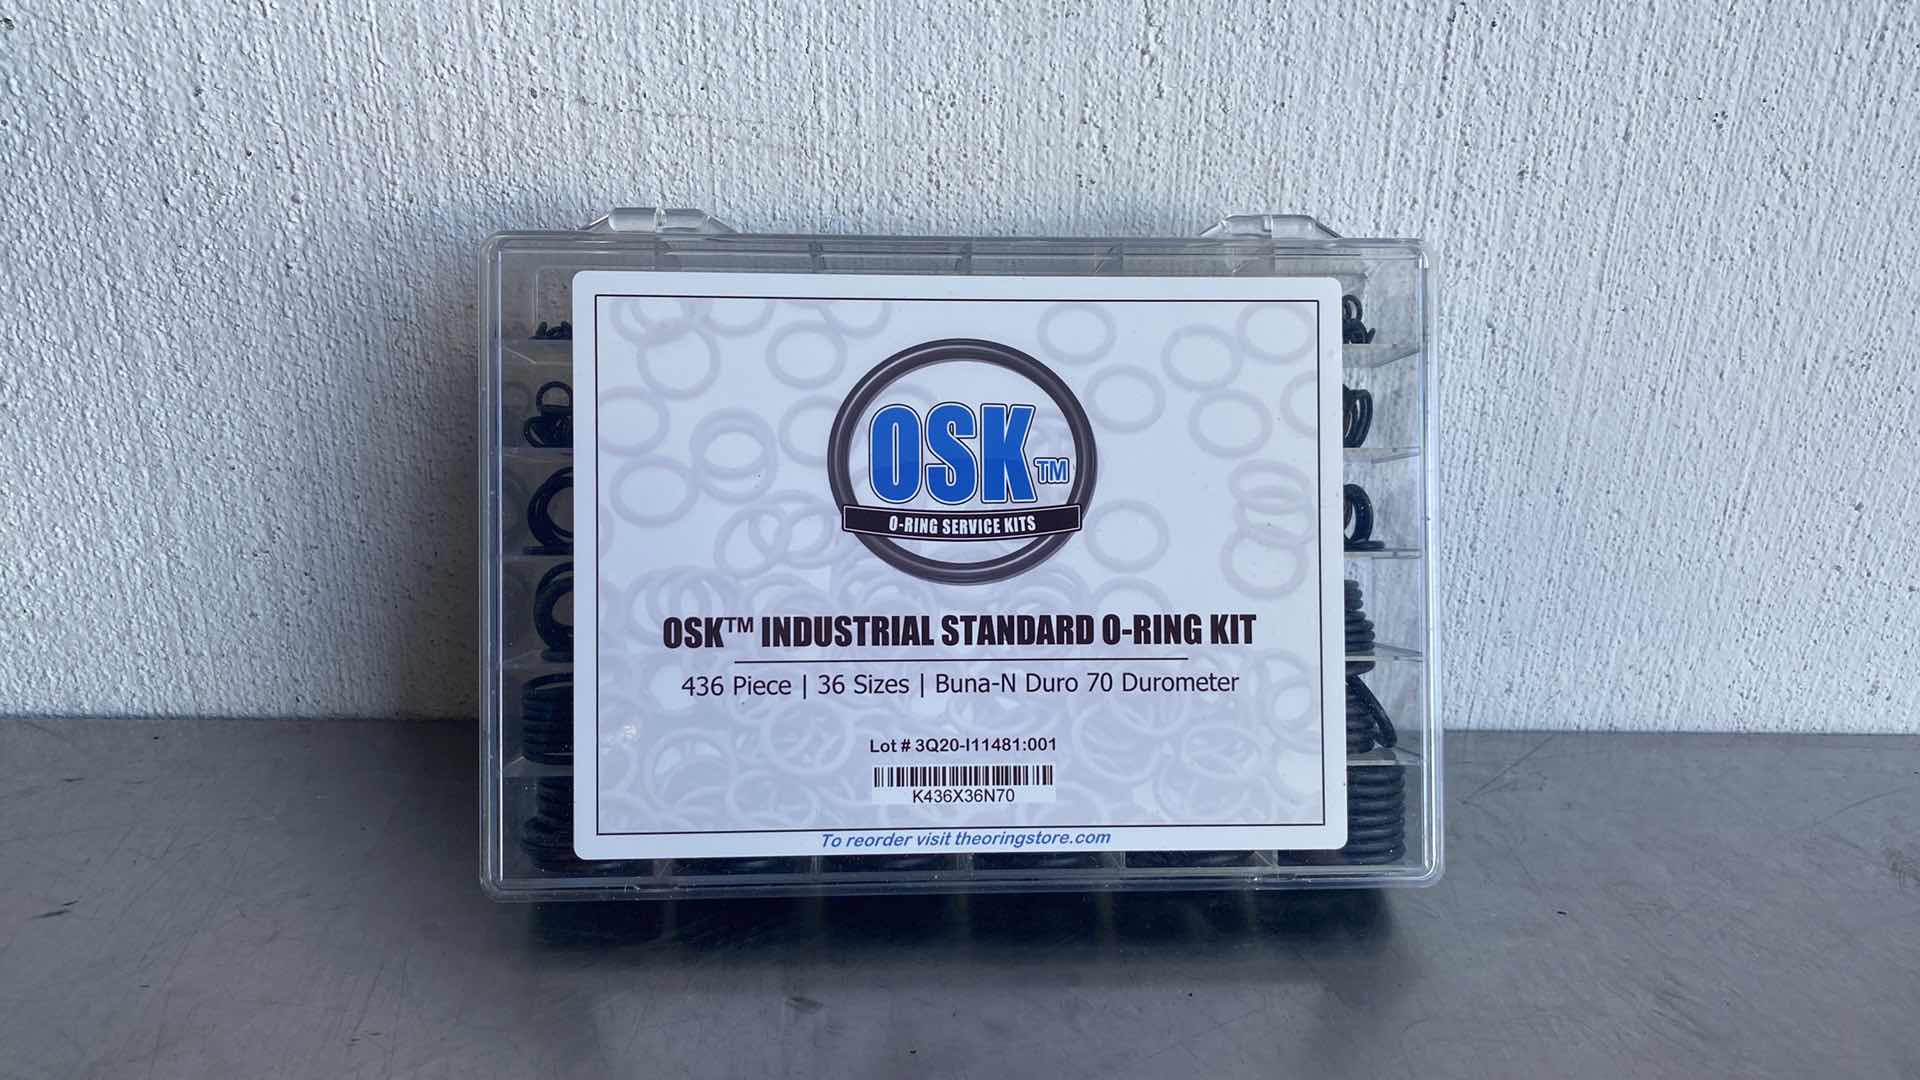 OSK™
O-RING SERVICE KITS
OSK™ INDUSTRIAL STANDARD O-RING KIT
436 Piece | 36 Sizes | Buna-N Duro 70 Durometer
Lot # 3Q20-I11481:001
K436X36N70
To reorder visit theoringstore.com